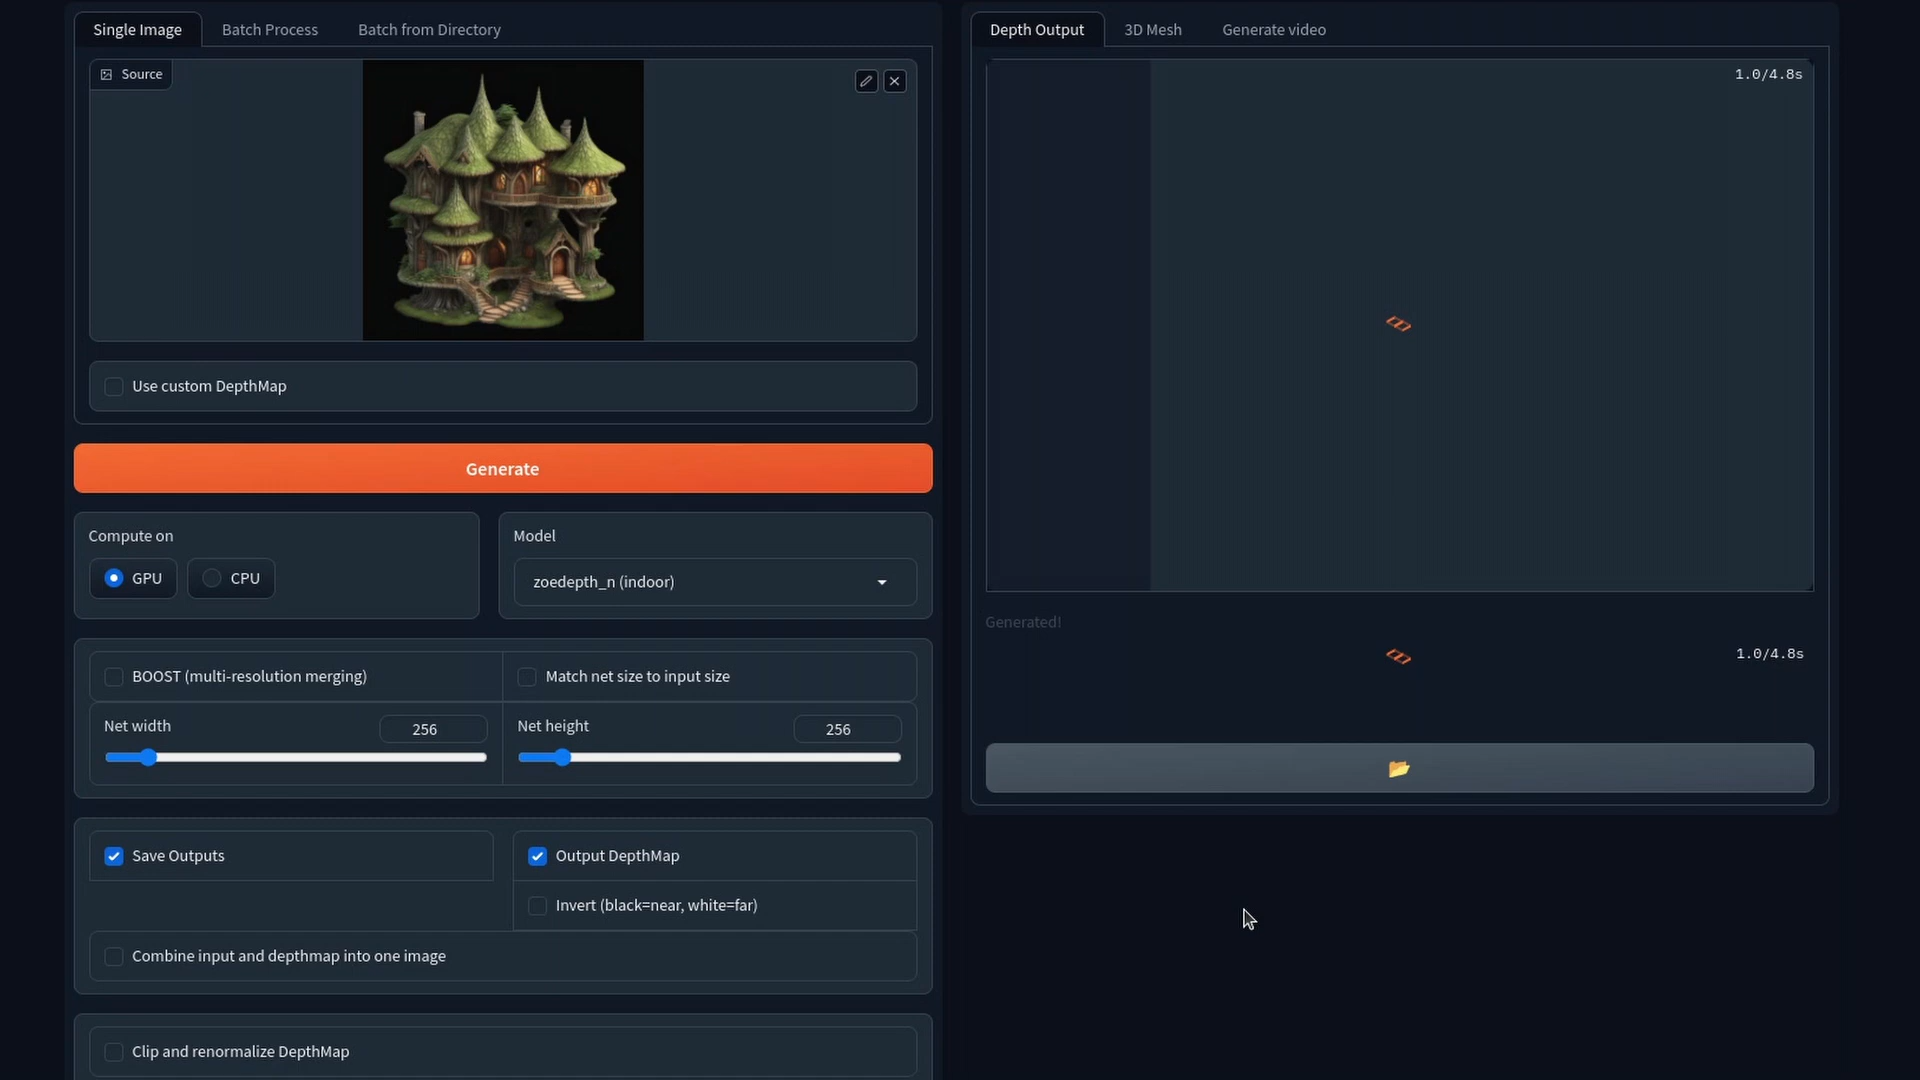 Single Image
Batch Process
Batch from Directory
Source
Use custom DepthMap
Generate
Compute on
GPU
CPU
Model
zoedepth_n (indoor)
BOOST (multi-resolution merging)
Match net size to input size
Net width
256
Net height
256
Save Outputs
Output DepthMap
Invert (black=near, white=far)
Combine input and depthmap into one image
Clip and renormalize DepthMap
Depth Output
3D Mesh
Generate video
1.0/4.8s
Generated!
1.0/4.8s